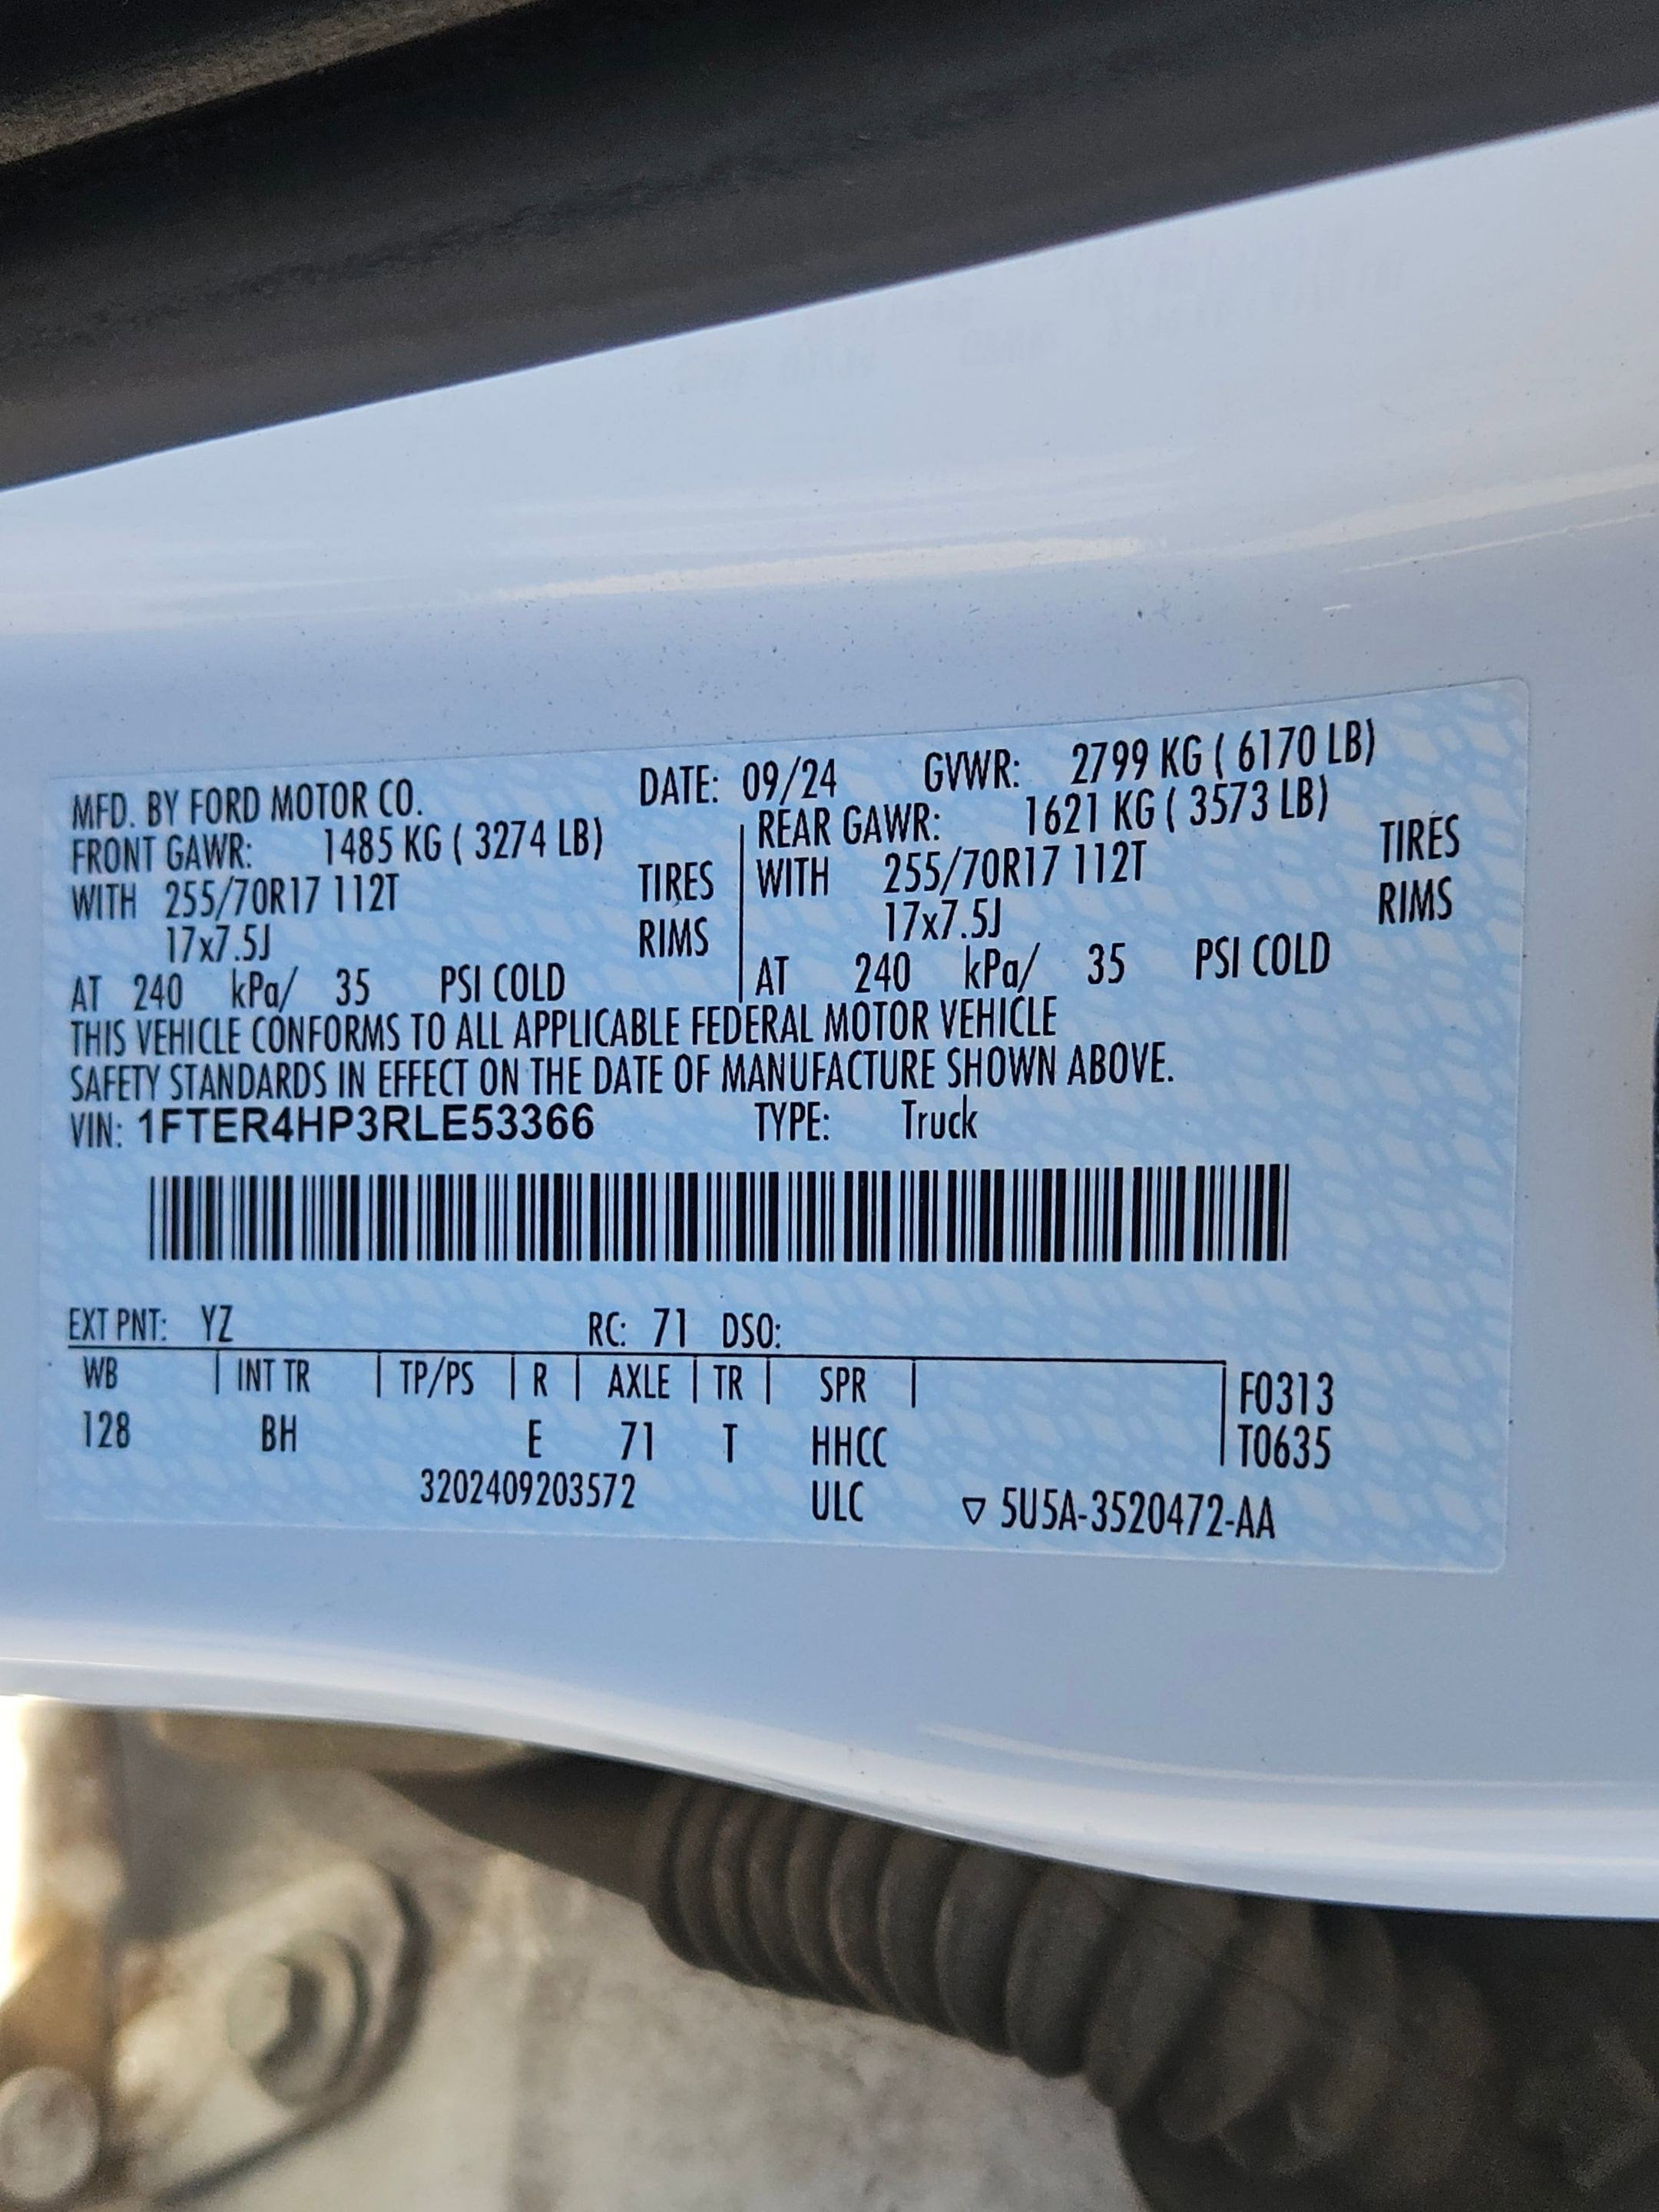 MFD. BY FORD MOTOR CO. DATE: 09/24 GVWR: 2799 KG ( 6170 LB)
FRONT GAWR: 1485 KG ( 3274 LB) REAR GAWR: 1621 KG ( 3573 LB)
WITH 255/70R17 112T TIRES WITH 255/70R17 112T TIRES
17x7.5J RIMS 17x7.5J RIMS
AT 240 kPa/ 35 PSI COLD AT 240 kPa/ 35 PSI COLD
THIS VEHICLE CONFORMS TO ALL APPLICABLE FEDERAL MOTOR VEHICLE
SAFETY STANDARDS IN EFFECT ON THE DATE OF MANUFACTURE SHOWN ABOVE.
VIN: 1FTER4HP3RLE53366 TYPE: Truck
EXT PNT: YZ RC: 71 DSO:
WB | INT TR | TP/PS | R | AXLE | TR | SPR | F0313
128 BH E 71 T HHCC T0635
3202409203572 ULC ▽ 5U5A-3520472-AA